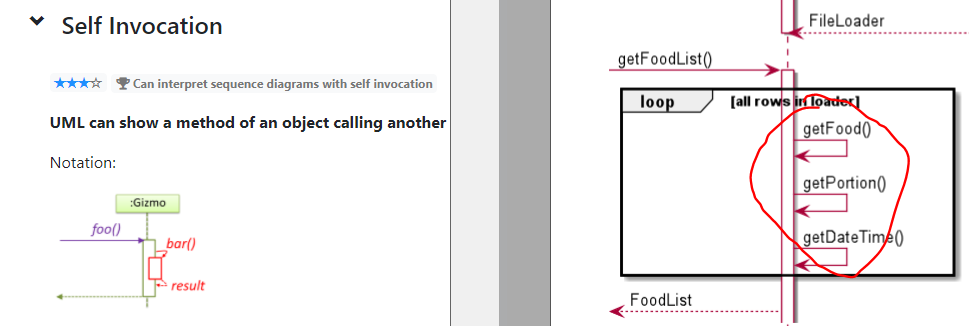 Self Invocation
Can interpret sequence diagrams with self invocation
UML can show a method of an object calling another
Notation:
:Gizmo
foo()
bar()
result
FileLoader
getFoodList()
loop
[all rows in loader]
getFood()
getPortion()
getDateTime()
FoodList